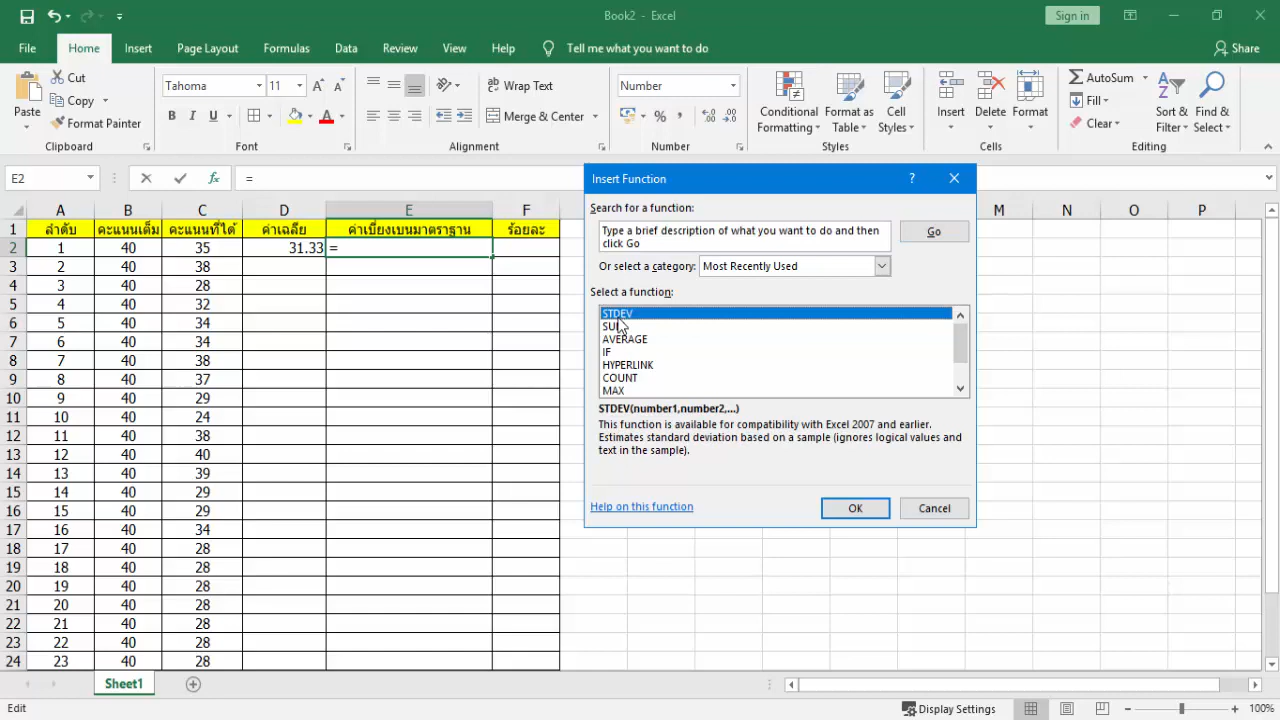 Book2 - Excel
Sign in
File Home Insert Page Layout Formulas Data Review View Help Tell me what you want to do Share
Paste
Cut
Copy
Format Painter
Clipboard
Tahoma 11
B I U
Font
Wrap Text
Merge & Center
Alignment
Number
Number
Conditional Formatting
Format as Table
Cell Styles
Styles
Insert Delete Format
Cells
AutoSum
Fill
Clear
Sort & Filter
Find & Select
Editing
E2 fx =
A B C D E F M N O P
1 ลำดับ คะแนนเต็ม คะแนนที่ได้ ค่าเฉลี่ย ค่าเบี่ยงเบนมาตราฐาน ร้อยละ
2 1 40 35 31.33 =
3 2 40 38
4 3 40 28
5 4 40 32
6 5 40 34
7 6 40 34
8 7 40 38
9 8 40 37
10 9 40 29
11 10 40 24
12 11 40 38
13 12 40 40
14 13 40 39
15 14 40 29
16 15 40 29
17 16 40 34
18 17 40 28
19 18 40 28
20 19 40 28
21 20 40 28
22 21 40 28
23 22 40 28
24 23 40 28
Insert Function
Search for a function:
Type a brief description of what you want to do and then
click Go
Go
Or select a category: Most Recently Used
Select a function:
STDEV
SUM
AVERAGE
IF
HYPERLINK
COUNT
MAX
STDEV(number1,number2,...)
This function is available for compatibility with Excel 2007 and earlier.
Estimates standard deviation based on a sample (ignores logical values and
text in the sample).
Help on this function
OK
Cancel
Sheet1
Edit
Display Settings
100%